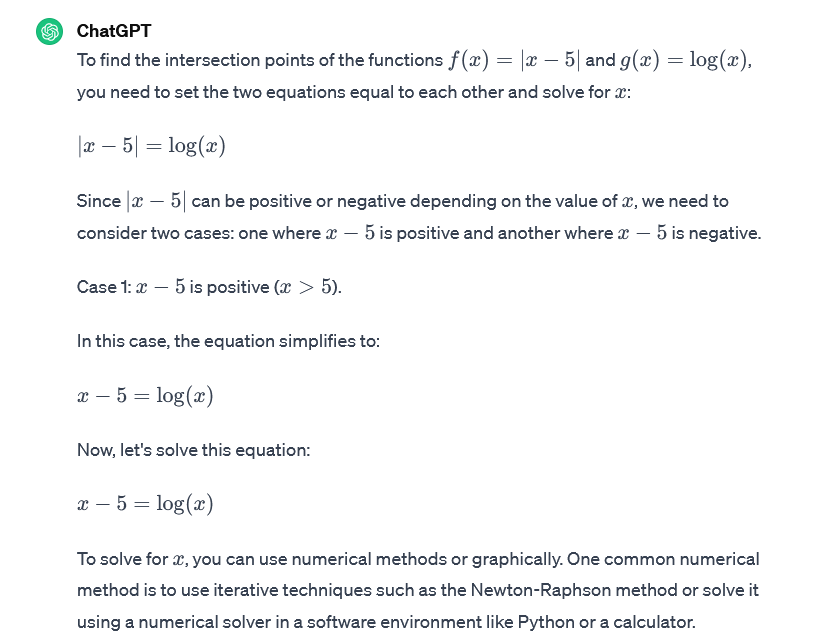 ChatGPT
To find the intersection points of the functions f(x) = |x − 5| and g(x) = log(x),
you need to set the two equations equal to each other and solve for x:
|x − 5| = log(x)
Since |x − 5| can be positive or negative depending on the value of x, we need to
consider two cases: one where x − 5 is positive and another where x − 5 is negative.
Case 1: x − 5 is positive (x > 5).
In this case, the equation simplifies to:
x − 5 = log(x)
Now, let's solve this equation:
x − 5 = log(x)
To solve for x, you can use numerical methods or graphically. One common numerical
method is to use iterative techniques such as the Newton-Raphson method or solve it
using a numerical solver in a software environment like Python or a calculator.